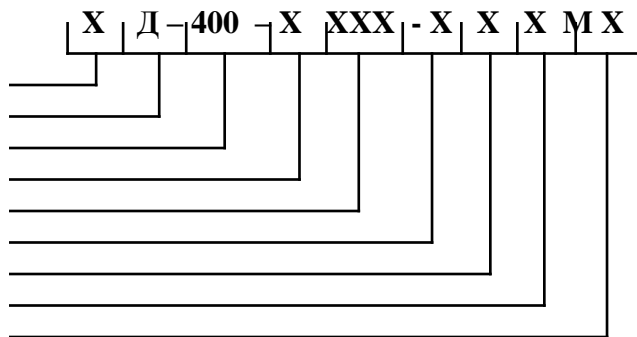 Х Д – 400 – Х ХХХ - Х Х Х М Х